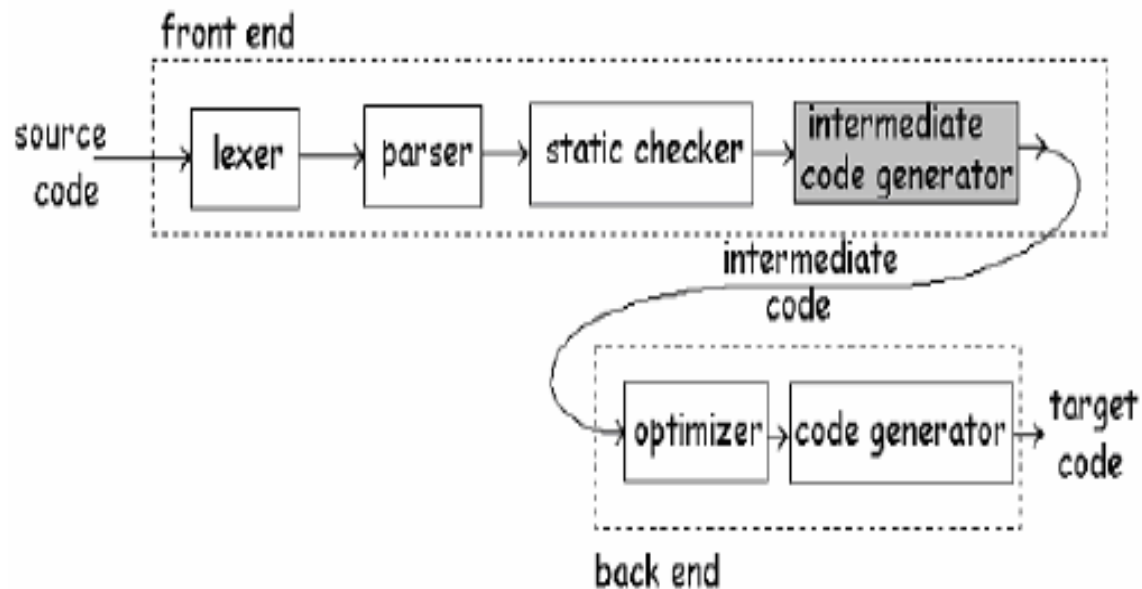 front end
source
code
lexer
parser
static checker
intermediate
code generator
intermediate
code
optimizer
code generator
target
code
back end